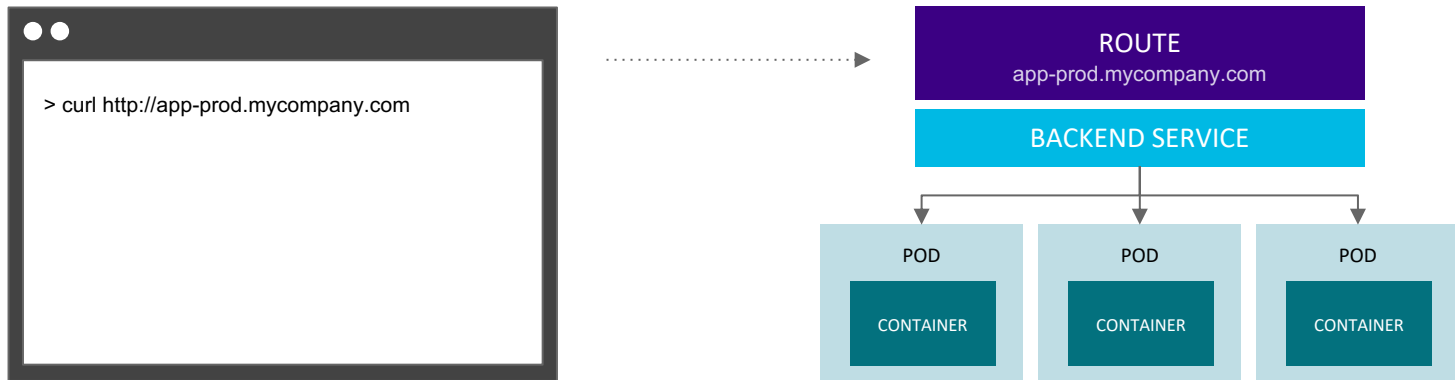 > curl http://app-prod.mycompany.com
ROUTE
app-prod.mycompany.com
BACKEND SERVICE
POD
POD
POD
CONTAINER
CONTAINER
CONTAINER